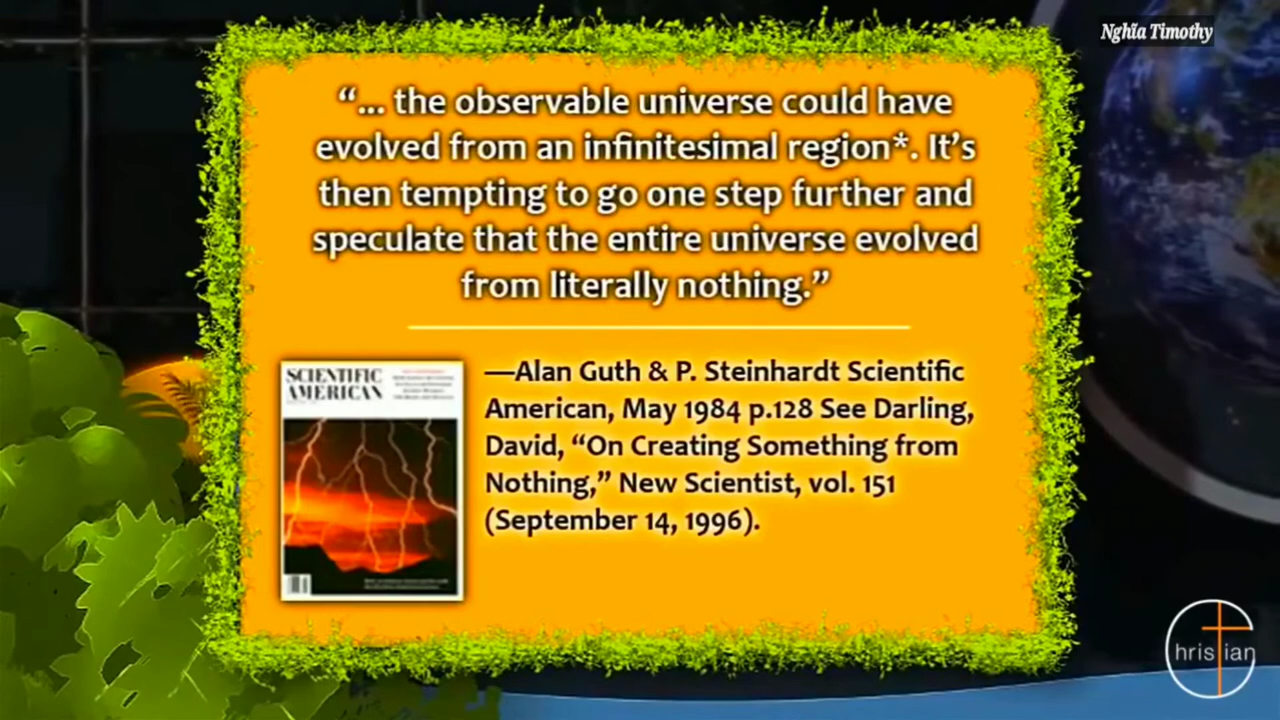 Nghĩa Timothy
“... the observable universe could have
evolved from an infinitesimal region*. It’s
then tempting to go one step further and
speculate that the entire universe evolved
from literally nothing.”
SCIENTIFIC
AMERICAN
—Alan Guth & P. Steinhardt Scientific
American, May 1984 p.128 See Darling,
David, “On Creating Something from
Nothing,” New Scientist, vol. 151
(September 14, 1996).
Christian